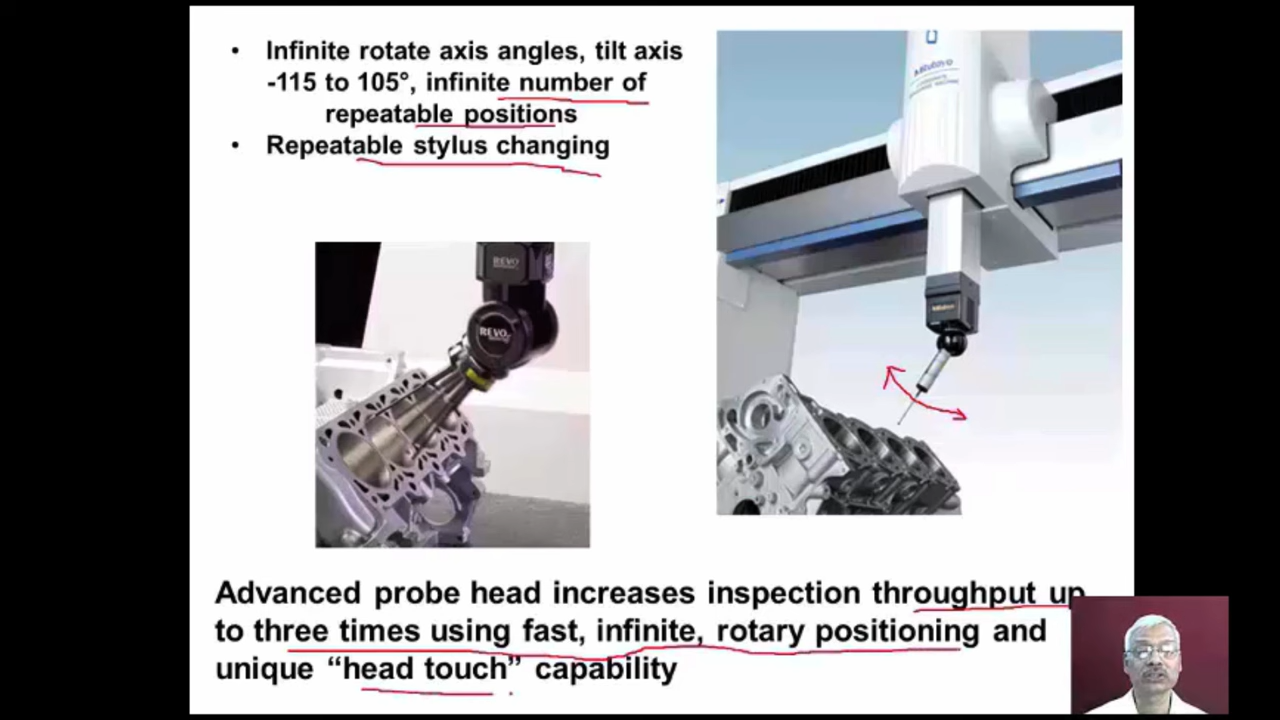 • Infinite rotate axis angles, tilt axis
-115 to 105°, infinite number of
repeatable positions
• Repeatable stylus changing
Mitutoyo
REVO
REVO
Advanced probe head increases inspection throughput up
to three times using fast, infinite, rotary positioning and
unique “head touch” capability